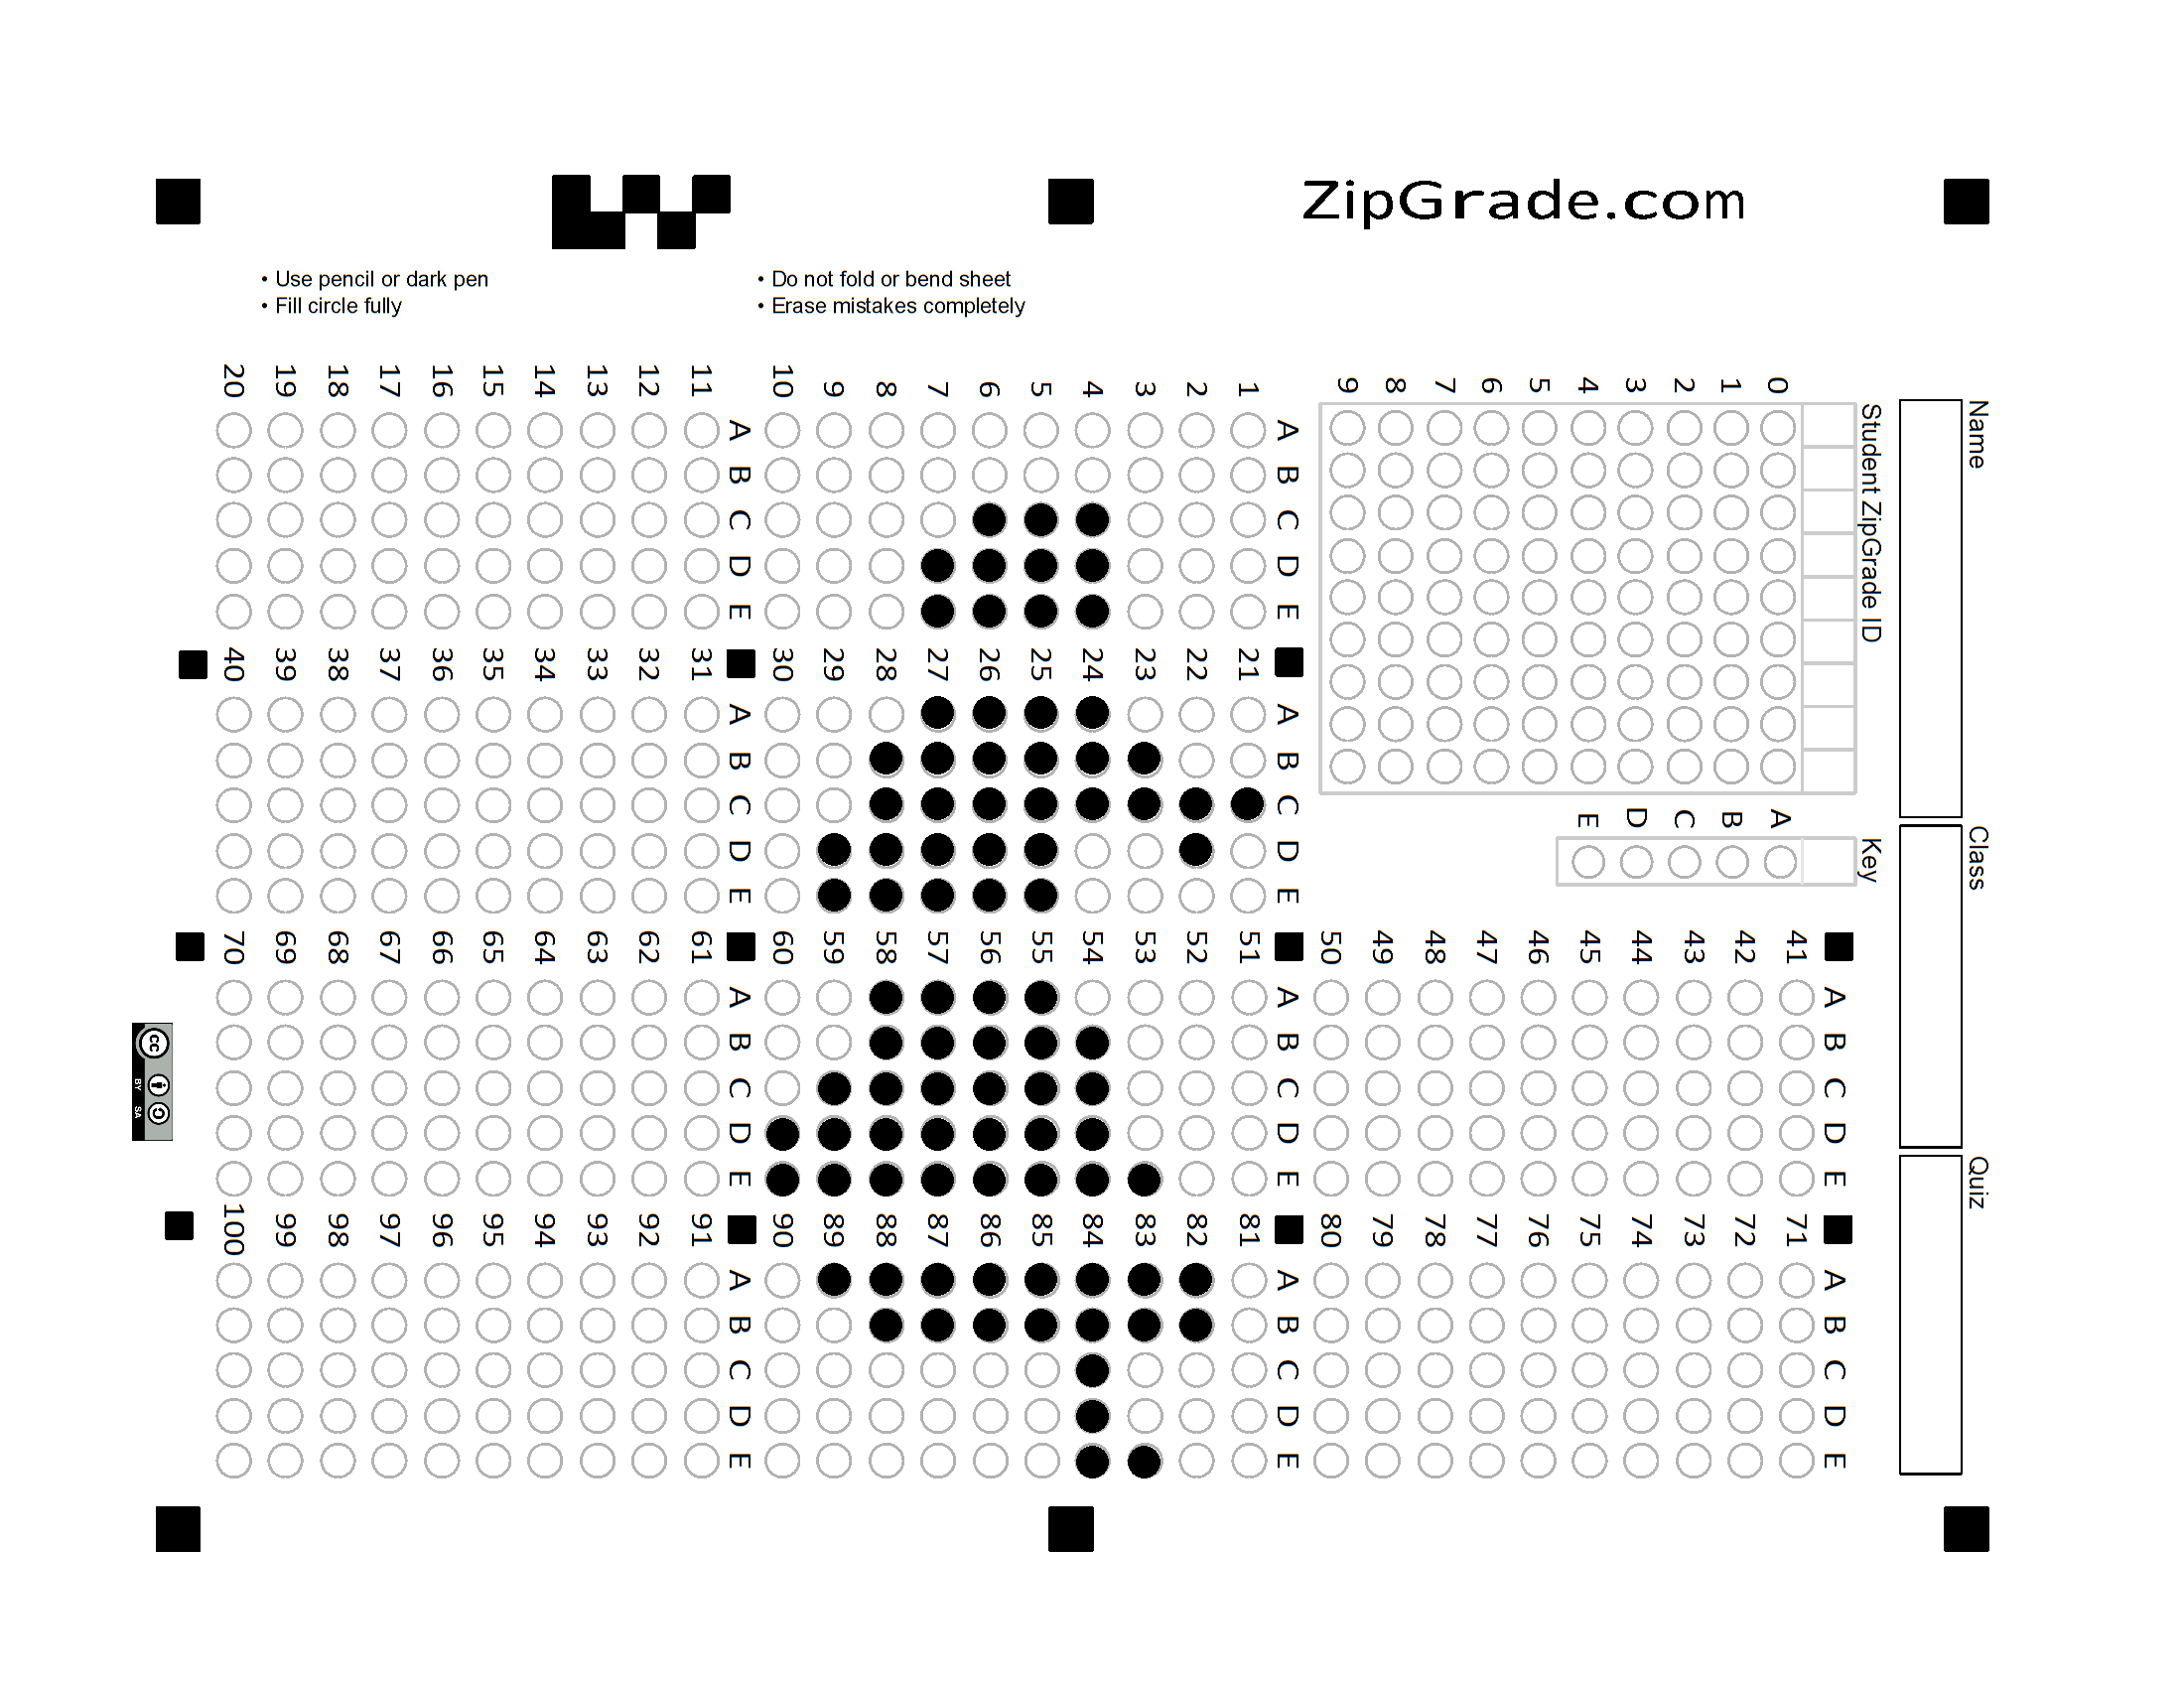 ZipGrade.com
• Use pencil or dark pen
• Fill circle fully
• Do not fold or bend sheet
• Erase mistakes completely
Name
Class
Quiz
Student ZipGrade ID
0 1 2 3 4 5 6 7 8 9
Key
A B C D E
1 2 3 4 5 6 7 8 9 10
A B C D E
11 12 13 14 15 16 17 18 19 20
A B C D E
21 22 23 24 25 26 27 28 29 30
A B C D E
31 32 33 34 35 36 37 38 39 40
A B C D E
41 42 43 44 45 46 47 48 49 50
A B C D E
51 52 53 54 55 56 57 58 59 60
A B C D E
61 62 63 64 65 66 67 68 69 70
A B C D E
71 72 73 74 75 76 77 78 79 80
A B C D E
81 82 83 84 85 86 87 88 89 90
A B C D E
91 92 93 94 95 96 97 98 99 100
A B C D E
cc
BY SA